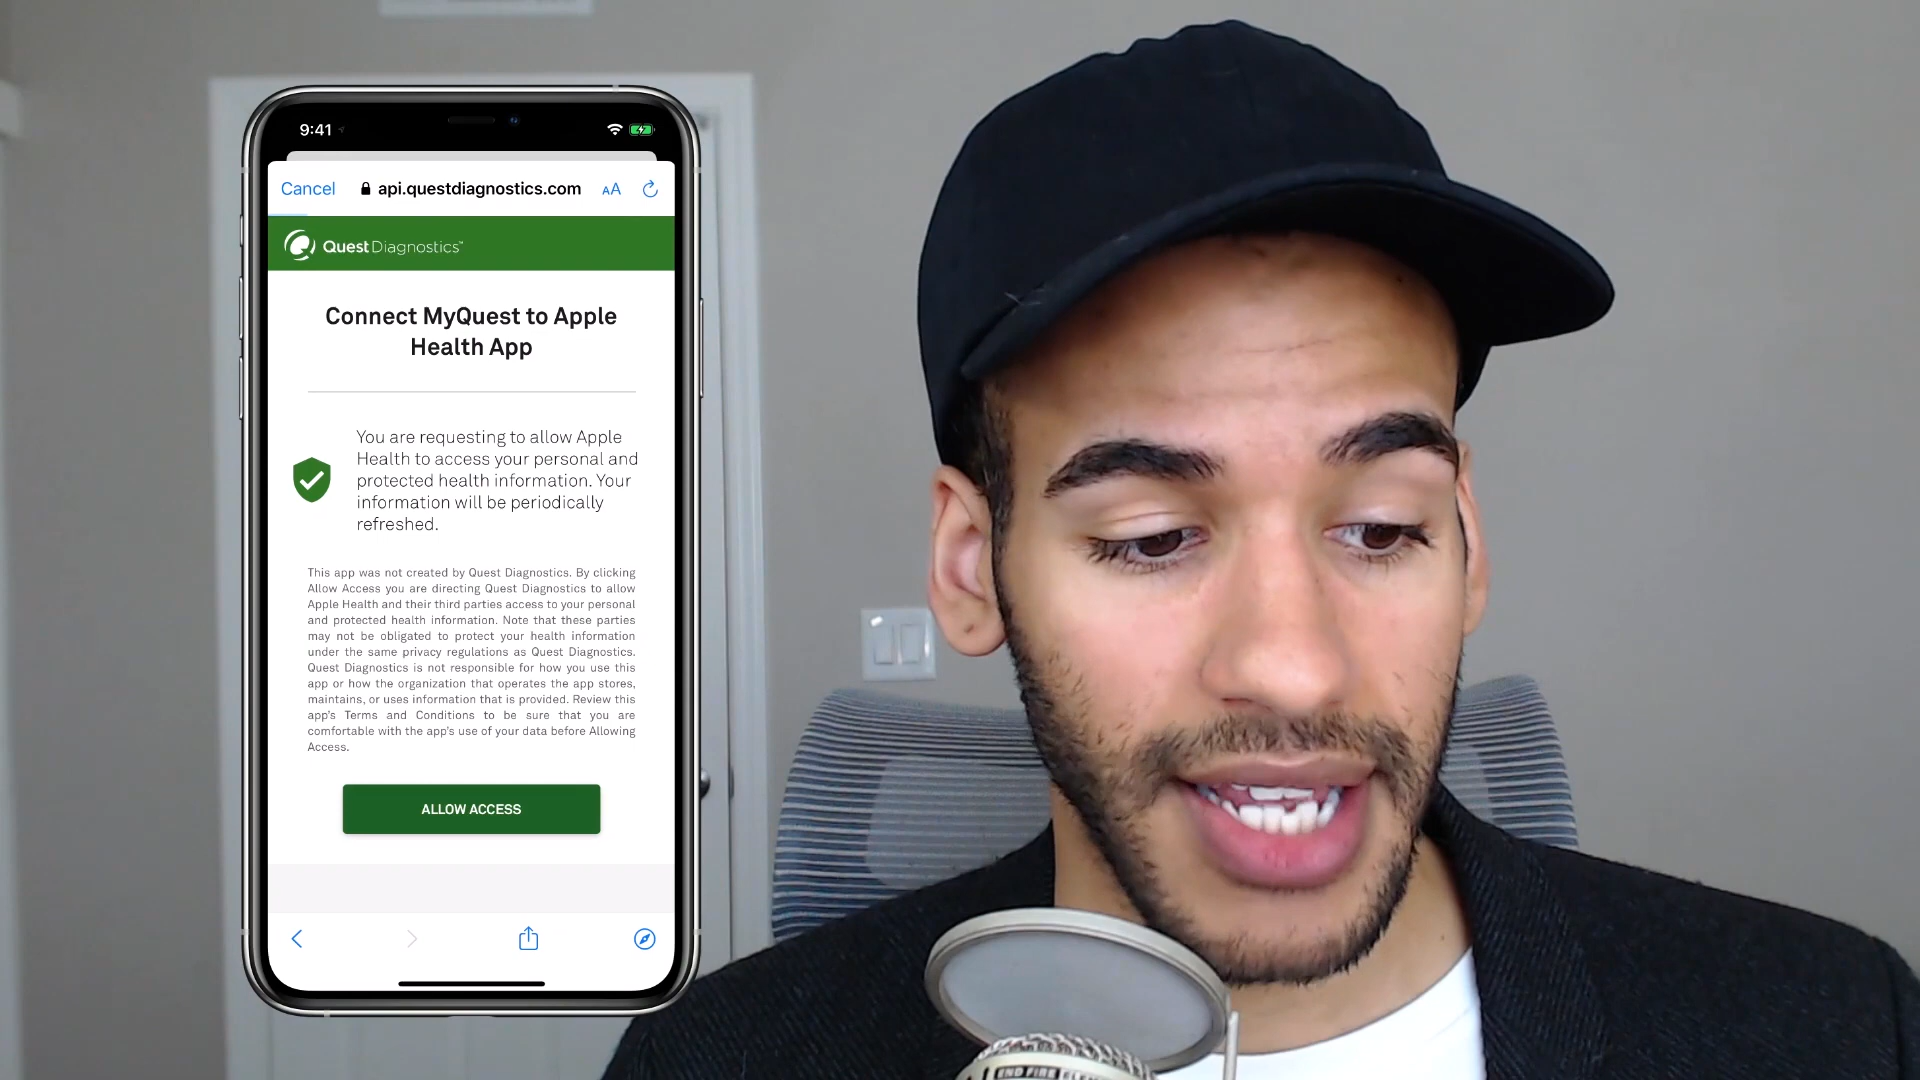 9:41
Cancel api.questdiagnostics.com AA
Quest Diagnostics™
Connect MyQuest to Apple
Health App
You are requesting to allow Apple
Health to access your personal and
protected health information. Your
information will be periodically
refreshed.
This app was not created by Quest Diagnostics. By clicking
Allow Access you are directing Quest Diagnostics to allow
Apple Health and their third parties access to your personal
and protected health information. Note that these parties
may not be obligated to protect your health information
under the same privacy regulations as Quest Diagnostics.
Quest Diagnostics is not responsible for how you use this
app or how the organization that operates the app stores,
maintains, or uses information that is provided. Review this
app's Terms and Conditions to be sure that you are
comfortable with the app's use of your data before Allowing
Access.
ALLOW ACCESS
END FIRE